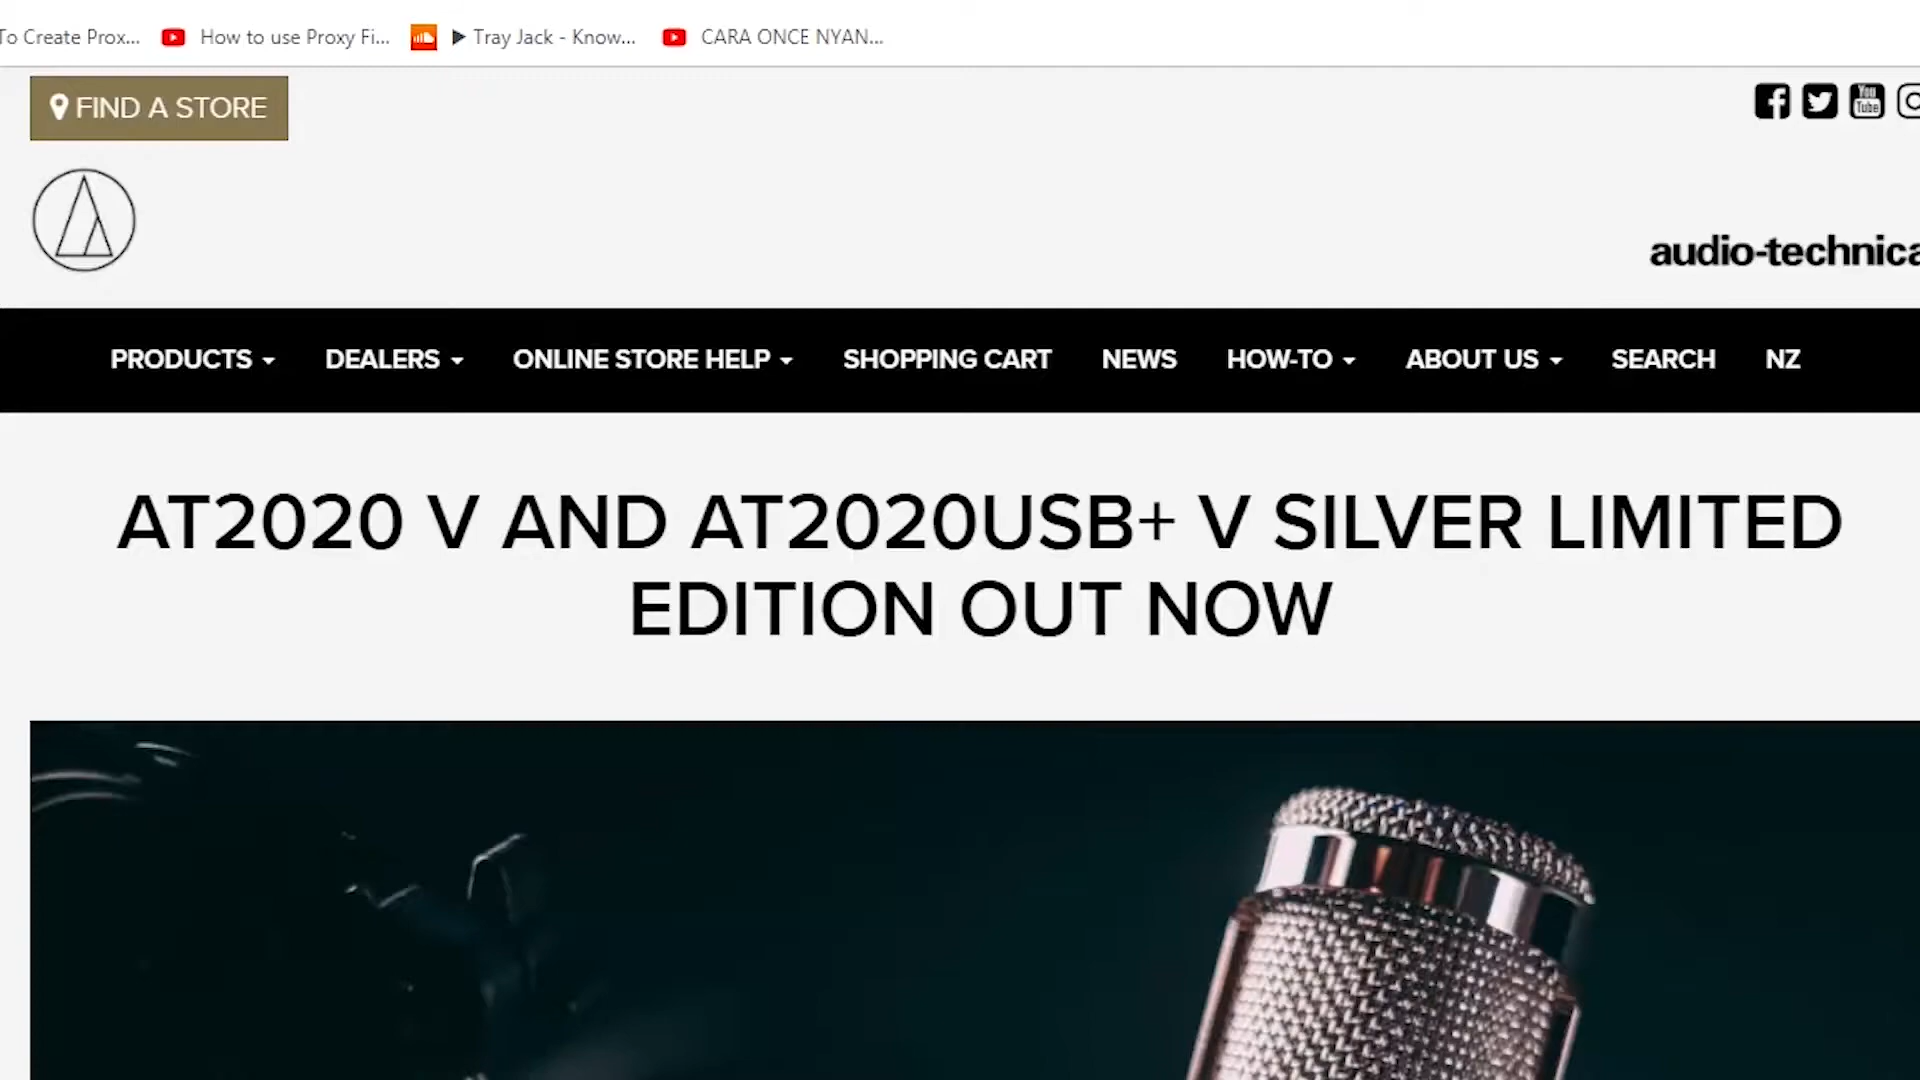 To Create Prox...
How to use Proxy Fi...
▶ Tray Jack - Know...
CARA ONCE NYAN...
FIND A STORE
You
Tube
audio-technica
PRODUCTS
DEALERS
ONLINE STORE HELP
SHOPPING CART
NEWS
HOW-TO
ABOUT US
SEARCH
NZ
AT2020 V AND AT2020USB+ V SILVER LIMITED
EDITION OUT NOW